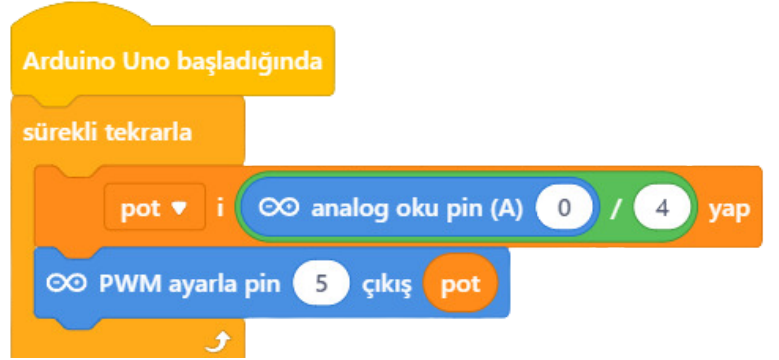 Arduino Uno başladığında
sürekli tekrarla
pot i analog oku pin (A) 0 / 4 yap
PWM ayarla pin 5 çıkış pot